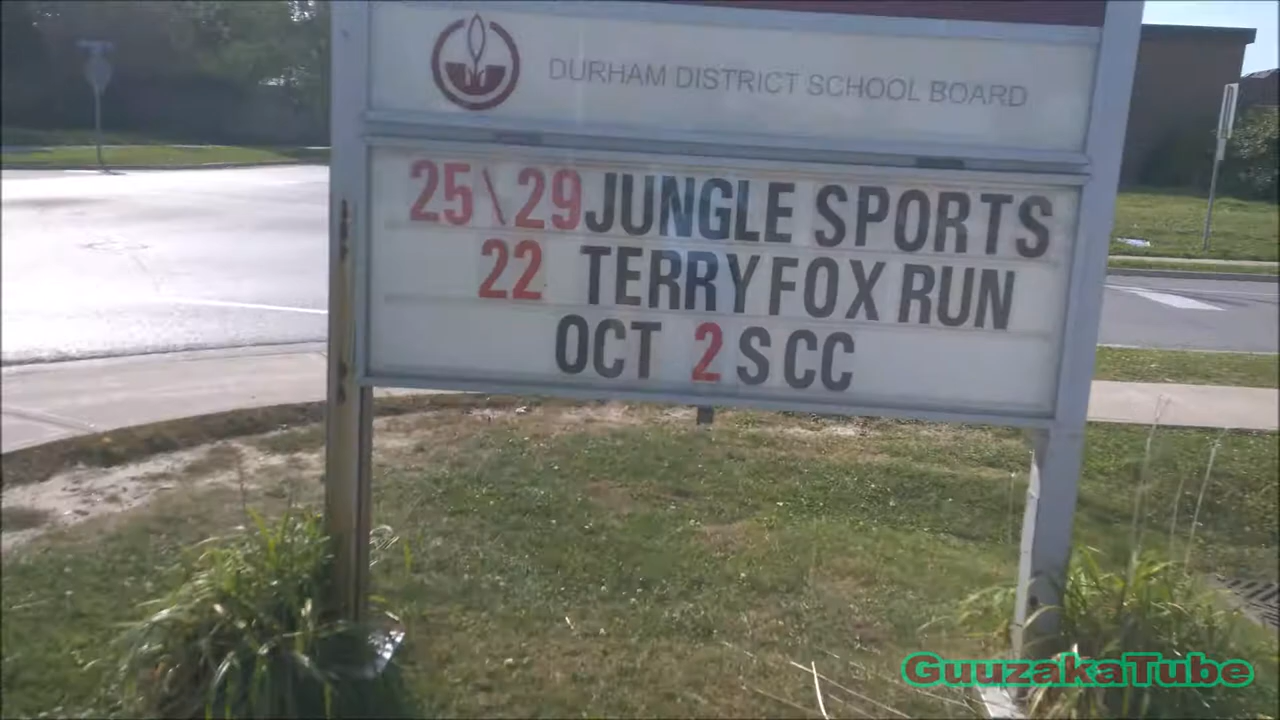 DURHAM DISTRICT SCHOOL BOARD
25\29 JUNGLE SPORTS
22 TERRY FOX RUN
OCT 2 SCC
GuuzakaTube